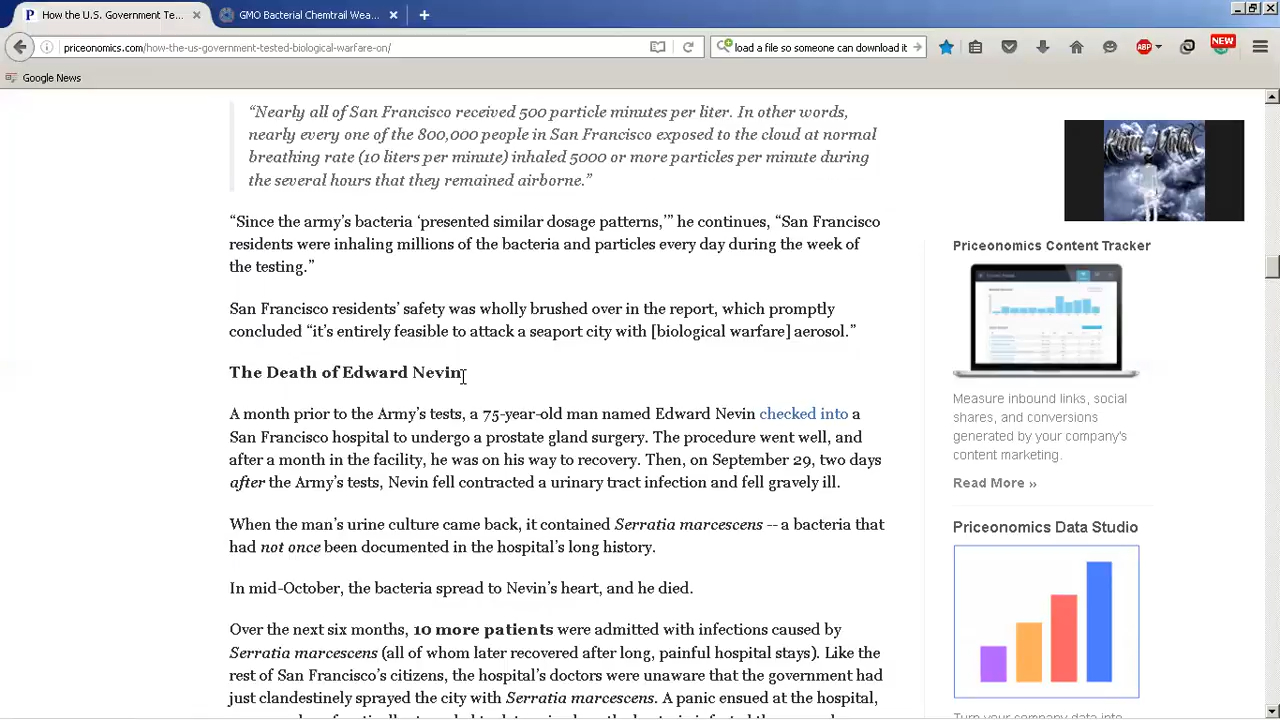 How the U.S. Government Te...
GMO Bacterial Chemtrail Wea...
priceonomics.com/how-the-us-government-tested-biological-warfare-on/
load a file so someone can download it
ABP
NEW
Google News
“Nearly all of San Francisco received 500 particle minutes per liter. In other words,
nearly every one of the 800,000 people in San Francisco exposed to the cloud at normal
breathing rate (10 liters per minute) inhaled 5000 or more particles per minute during
the several hours that they remained airborne.”
“Since the army’s bacteria ‘presented similar dosage patterns,’” he continues, “San Francisco
residents were inhaling millions of the bacteria and particles every day during the week of
the testing.”
San Francisco residents’ safety was wholly brushed over in the report, which promptly
concluded “it’s entirely feasible to attack a seaport city with [biological warfare] aerosol.”
The Death of Edward Nevin
A month prior to the Army’s tests, a 75-year-old man named Edward Nevin checked into a
San Francisco hospital to undergo a prostate gland surgery. The procedure went well, and
after a month in the facility, he was on his way to recovery. Then, on September 29, two days
after the Army’s tests, Nevin fell contracted a urinary tract infection and fell gravely ill.
When the man’s urine culture came back, it contained Serratia marcescens -- a bacteria that
had not once been documented in the hospital’s long history.
In mid-October, the bacteria spread to Nevin’s heart, and he died.
Over the next six months, 10 more patients were admitted with infections caused by
Serratia marcescens (all of whom later recovered after long, painful hospital stays). Like the
rest of San Francisco’s citizens, the hospital’s doctors were unaware that the government had
just clandestinely sprayed the city with Serratia marcescens. A panic ensued at the hospital,
Priceonomics Content Tracker
Measure inbound links, social
shares, and conversions
generated by your company's
content marketing.
Read More »
Priceonomics Data Studio
Turn your company data into